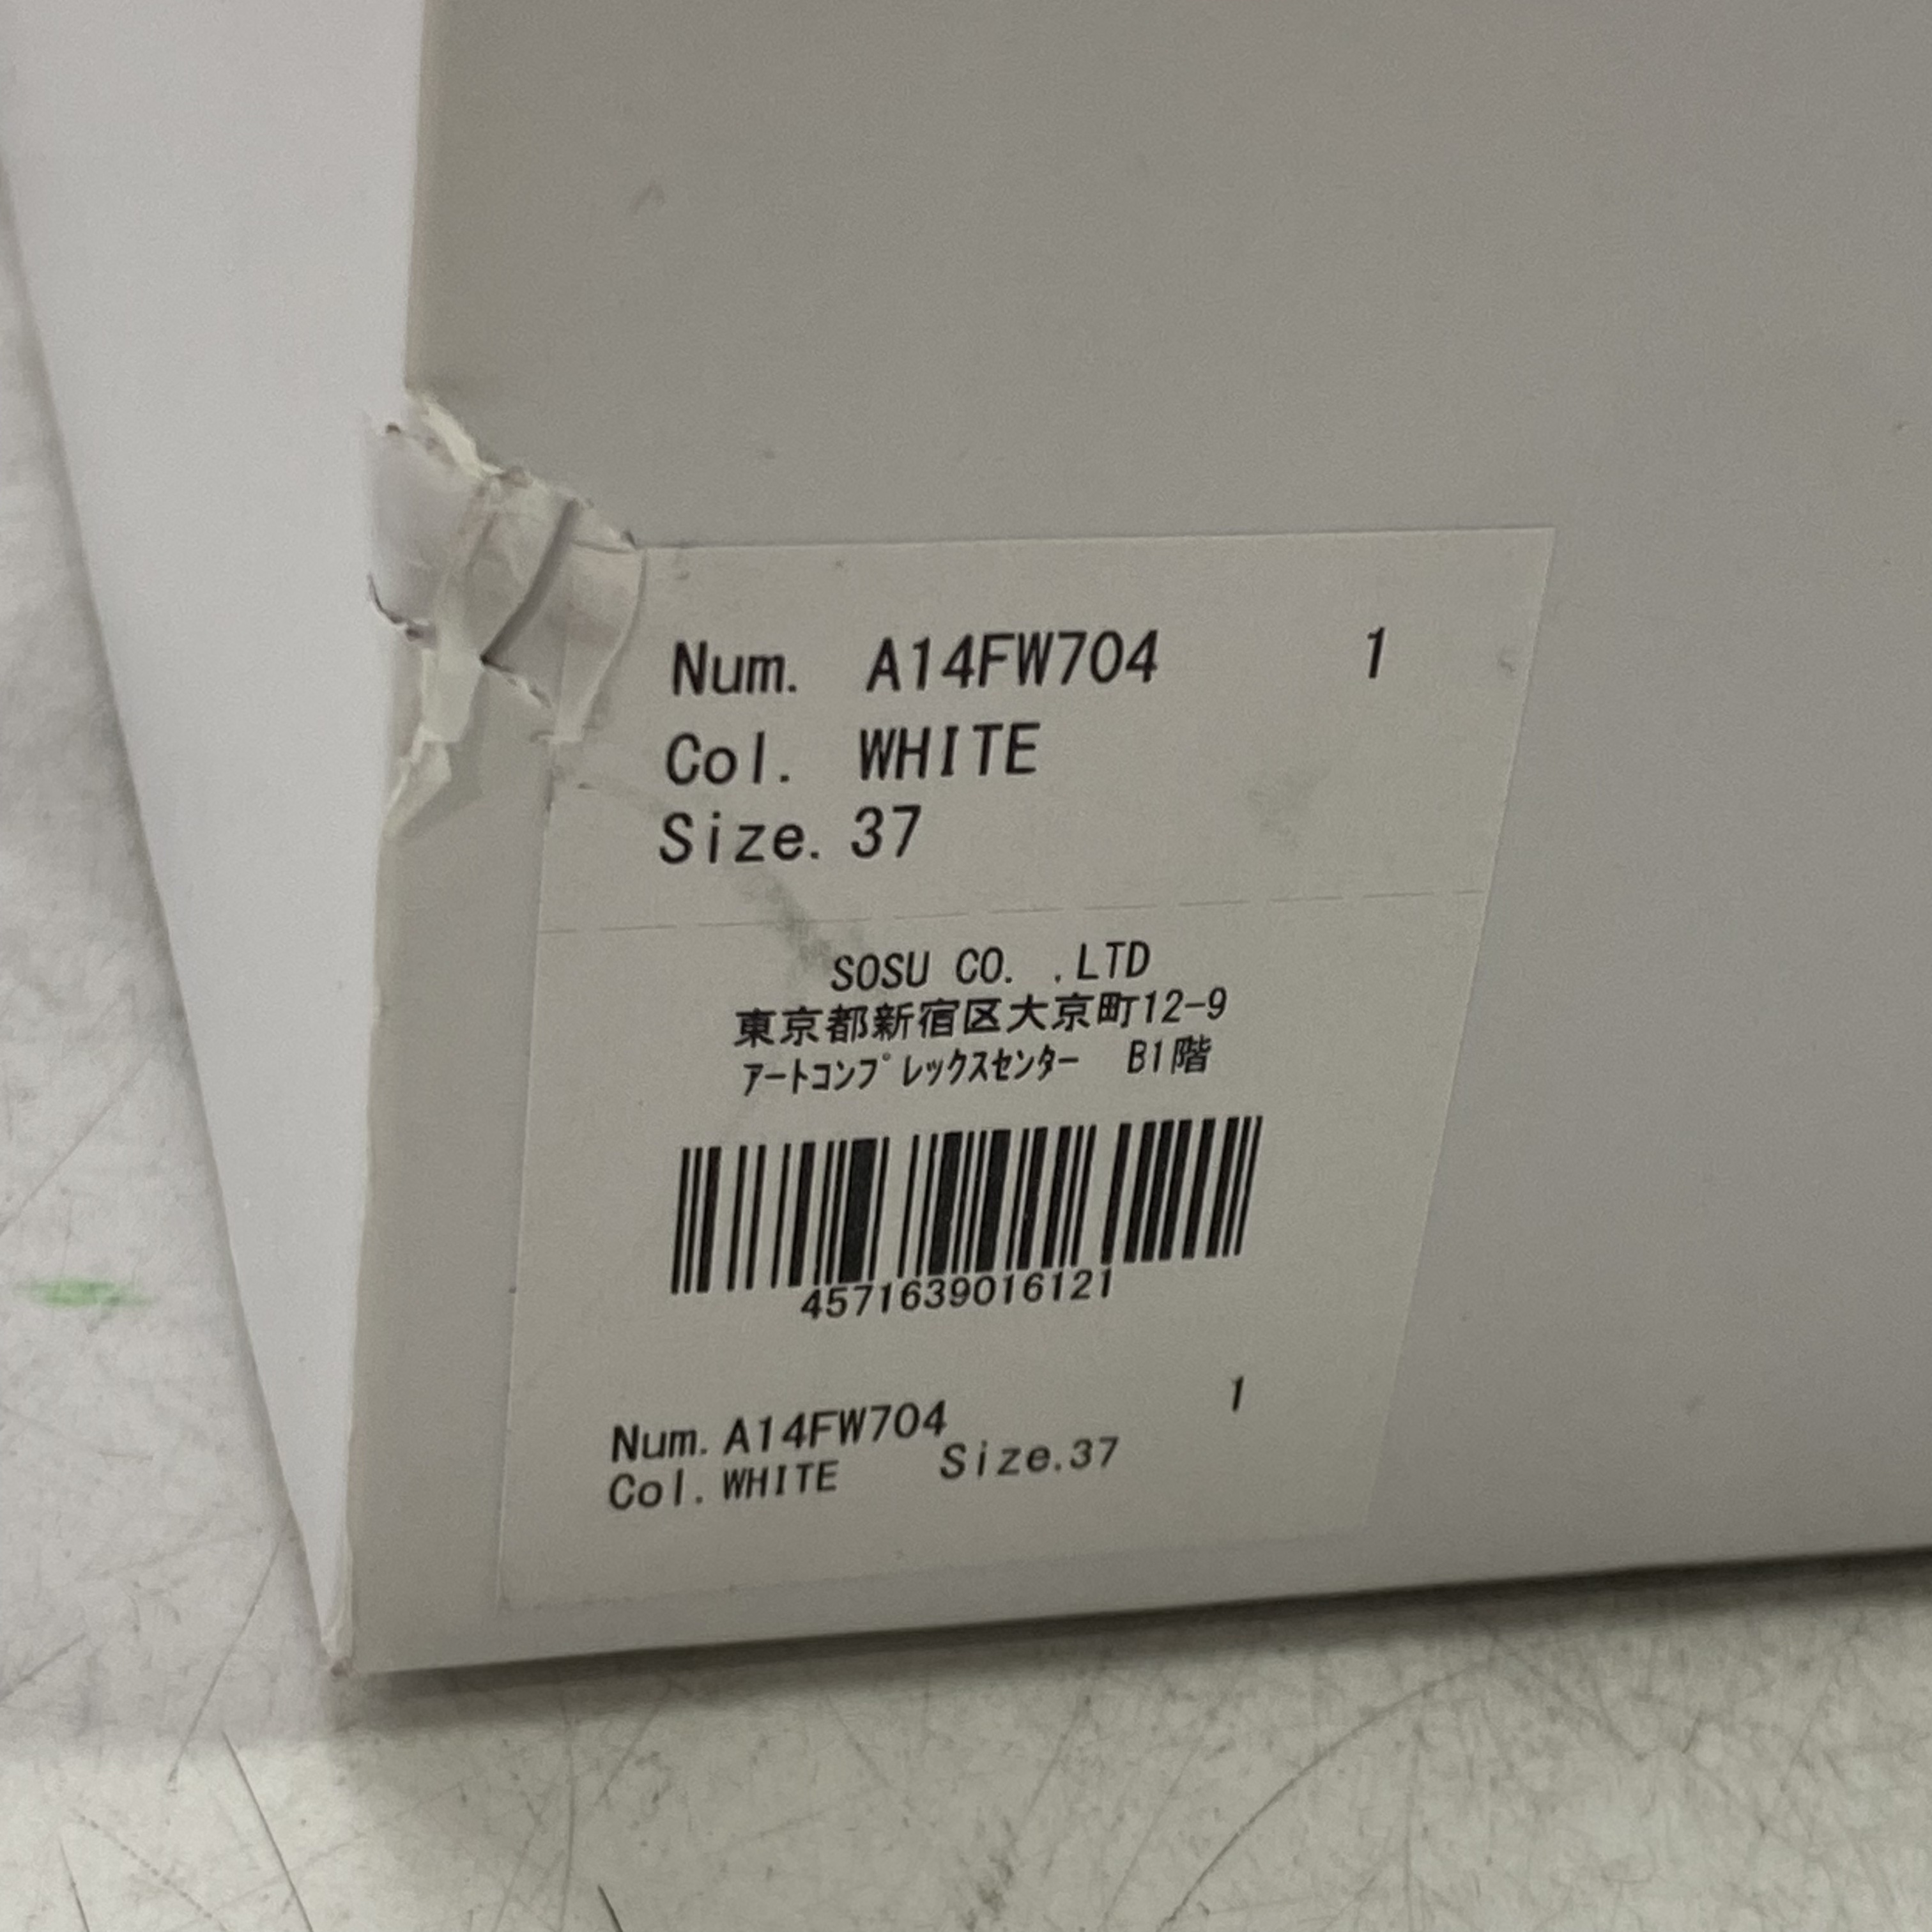 Num. A14FW704 1
Col. WHITE
Size. 37
SOSU CO. .LTD
東京都新宿区大京町12-9
ｱｰﾄｺﾝﾌﾟﾚｯｸｽｾﾝﾀｰ B1階
4571639016121
Num. A14FW704 1
Col. WHITE Size.37